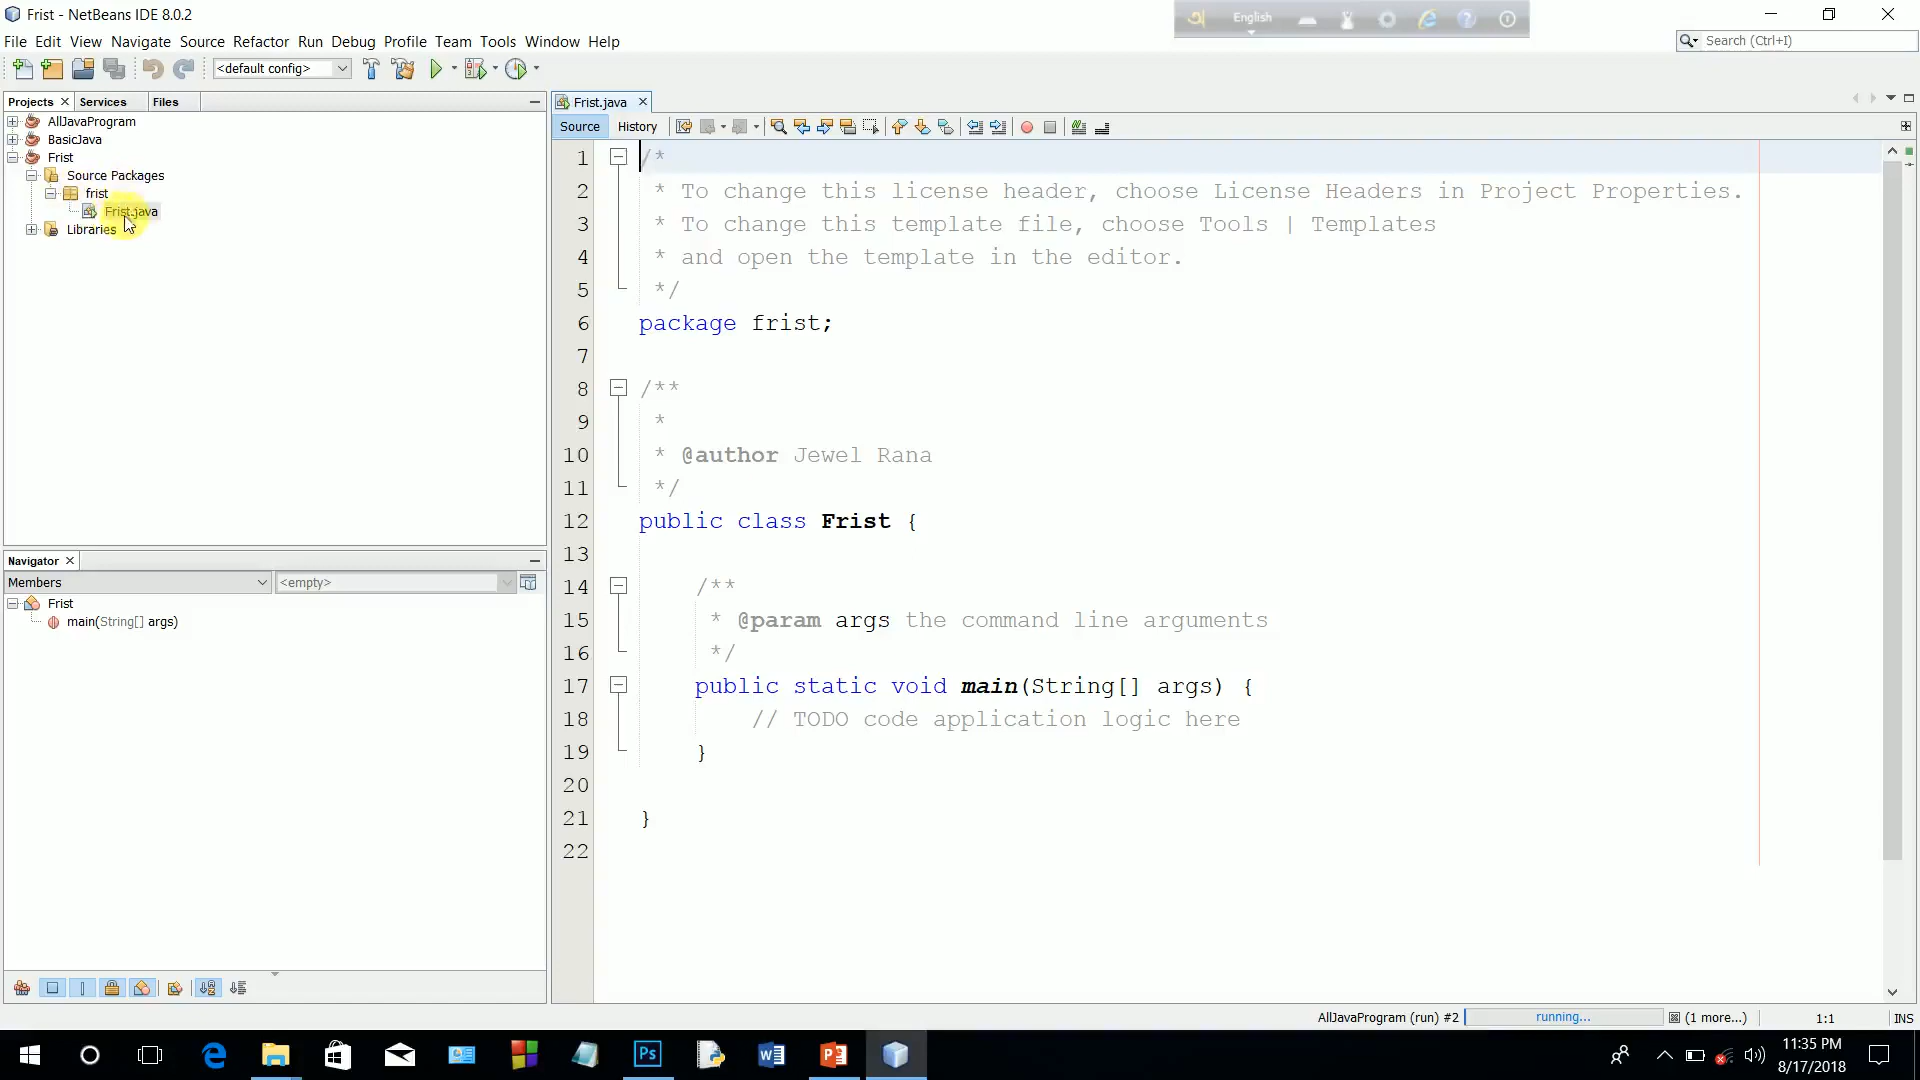 Frist - NetBeans IDE 8.0.2
English
File Edit View Navigate Source Refactor Run Debug Profile Team Tools Window Help
Search (Ctrl+I)
<default config>
Projects Services Files
AllJavaProgram
BasicJava
Frist
Source Packages
frist
Frist.java
Libraries
Navigator
Members
<empty>
Frist
main(String[] args)
Frist.java
Source History
1 /*
2 * To change this license header, choose License Headers in Project Properties.
3 * To change this template file, choose Tools | Templates
4 * and open the template in the editor.
5 */
6 package frist;
7
8 /**
9 *
10 * @author Jewel Rana
11 */
12 public class Frist {
13
14 /**
15 * @param args the command line arguments
16 */
17 public static void main(String[] args) {
18 // TODO code application logic here
19 }
20
21 }
22
AllJavaProgram (run) #2 running... (1 more...) 1:1 INS
Ps
11:35 PM
8/17/2018